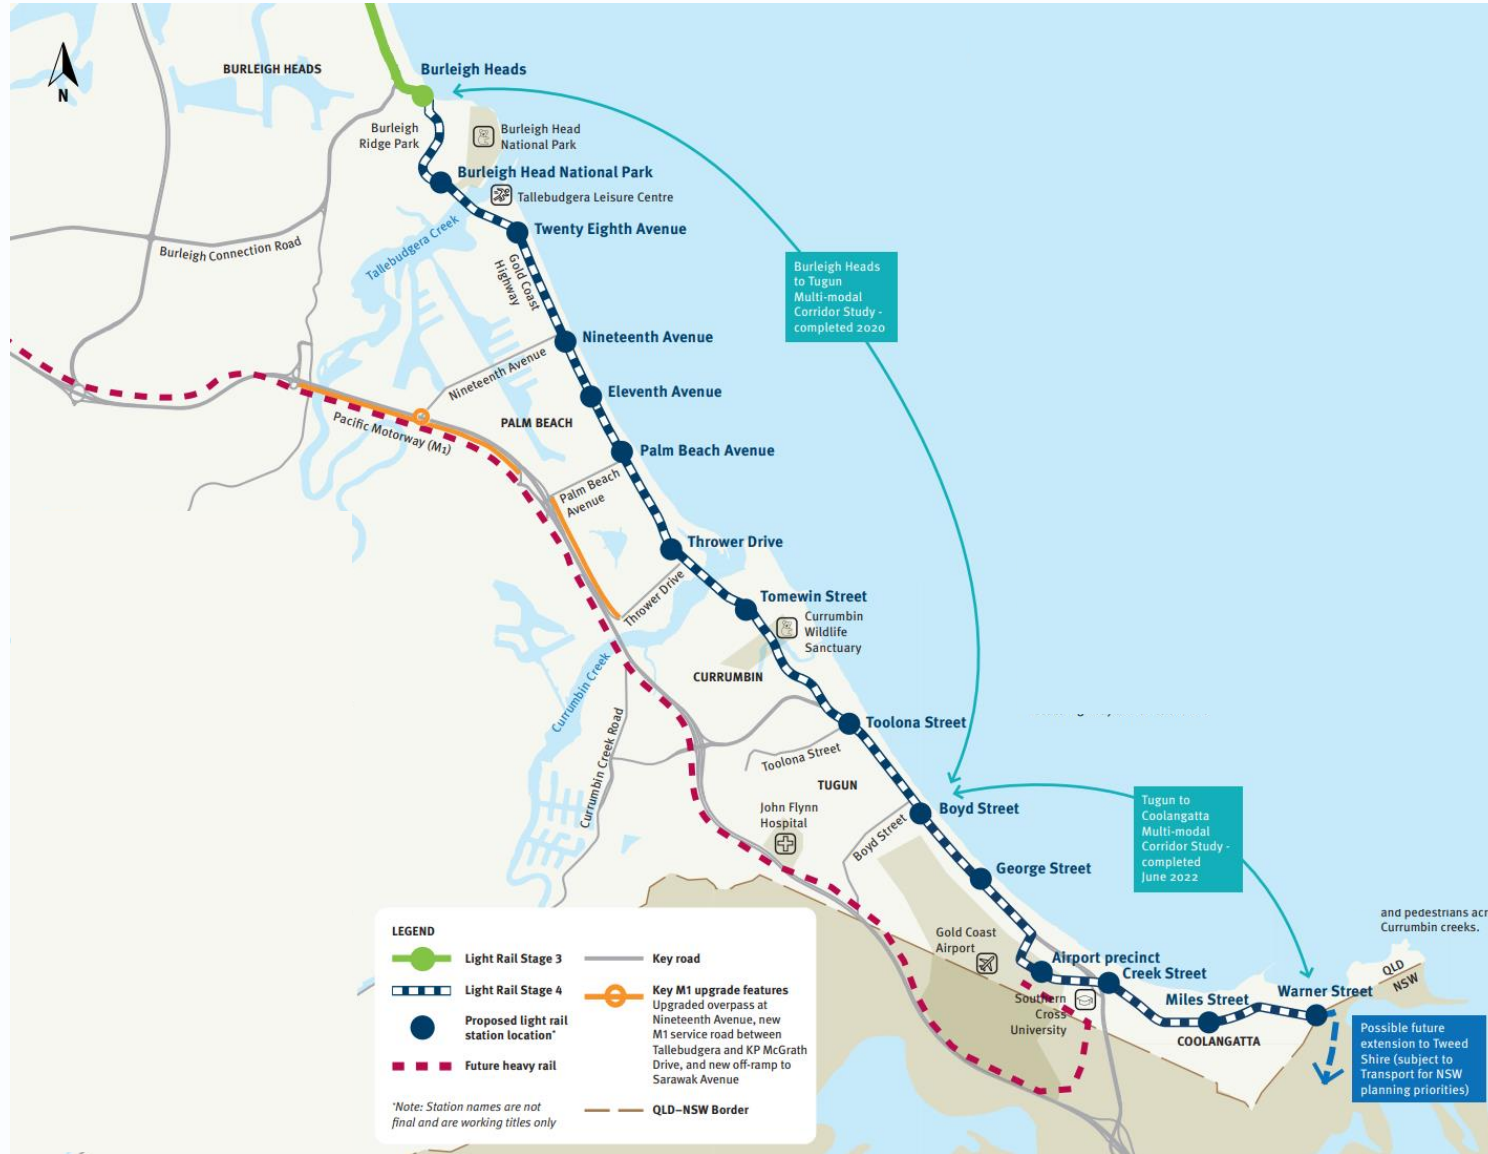 BURLEIGH HEADS
Burleigh Heads
N
Burleigh
Ridge Park
Burleigh Head
National Park
Burleigh Head National Park
Tallebudgera Leisure Centre
Twenty Eighth Avenue
Tallebudgera Creek
Burleigh Connection Road
Gold Coast
Highway
Burleigh Heads
to Tugun
Multi-modal
Corridor Study -
completed 2020
Nineteenth Avenue
Nineteenth Avenue
Eleventh Avenue
PALM BEACH
Pacific Motorway (M1)
Palm Beach Avenue
Palm Beach
Avenue
Thrower Drive
Thrower Drive
Tomewin Street
Currumbin
Wildlife
Sanctuary
CURRUMBIN
Currumbin Creek
Currumbin Creek Road
Toolona Street
Toolona Street
TUGUN
John Flynn
Hospital
Boyd Street
Boyd Street
Tugun to
Coolangatta
Multi-modal
Corridor Study -
completed
June 2022
George Street
and pedestrians acr
Currumbin creeks.
Gold Coast
Airport
Airport precinct
Creek Street
Southern
Cross
University
Miles Street
Warner Street
QLD
NSW
COOLANGATTA
Possible future
extension to Tweed
Shire (subject to
Transport for NSW
planning priorities)
LEGEND
Light Rail Stage 3
Light Rail Stage 4
Proposed light rail
station location*
Future heavy rail
*Note: Station names are not
final and are working titles only
Key road
Key M1 upgrade features
Upgraded overpass at
Nineteenth Avenue, new
M1 service road between
Tallebudgera and KP McGrath
Drive, and new off-ramp to
Sarawak Avenue
QLD–NSW Border